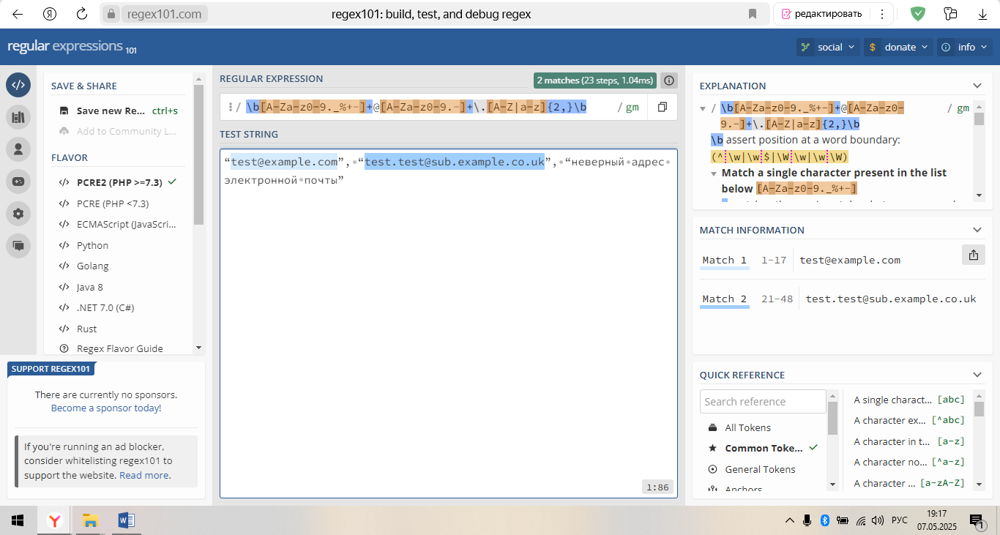 regex101.com
regex101: build, test, and debug regex
редактировать
regular expressions 101
social
donate
info
SAVE & SHARE
Save new Re... ctrl+s
Add to Community L...
FLAVOR
PCRE2 (PHP >=7.3)
PCRE (PHP <7.3)
ECMAScript (JavaScri...
Python
Golang
Java 8
.NET 7.0 (C#)
Rust
Regex Flavor Guide
SUPPORT REGEX101
There are currently no sponsors.
Become a sponsor today!
If you're running an ad blocker,
consider whitelisting regex101 to
support the website. Read more.
REGULAR EXPRESSION
2 matches (23 steps, 1.04ms)
/ \b[A-Za-z0-9._%+-]+@[A-Za-z0-9.-]+\.[A-Z|a-z]{2,}\b / gm
TEST STRING
“test@example.com”,·“test.test@sub.example.co.uk”,·“неверный·адрес·
электронной·почты”
1:86
EXPLANATION
/ \b[A-Za-z0-9._%+-]+@[A-Za-z0- / gm
9.-]+\.[A-Z|a-z]{2,}\b
\b assert position at a word boundary:
(^\w|\w$|\W\w|\w\W)
Match a single character present in the list
below [A-Za-z0-9._%+-]
MATCH INFORMATION
Match 1 1-17 test@example.com
Match 2 21-48 test.test@sub.example.co.uk
QUICK REFERENCE
Search reference
All Tokens
Common Toke...
General Tokens
Anchors
A single charact... [abc]
A character ex... [^abc]
A character in t... [a-z]
A character no... [^a-z]
A character ... [a-zA-Z]
РУС
19:17
07.05.2025
1